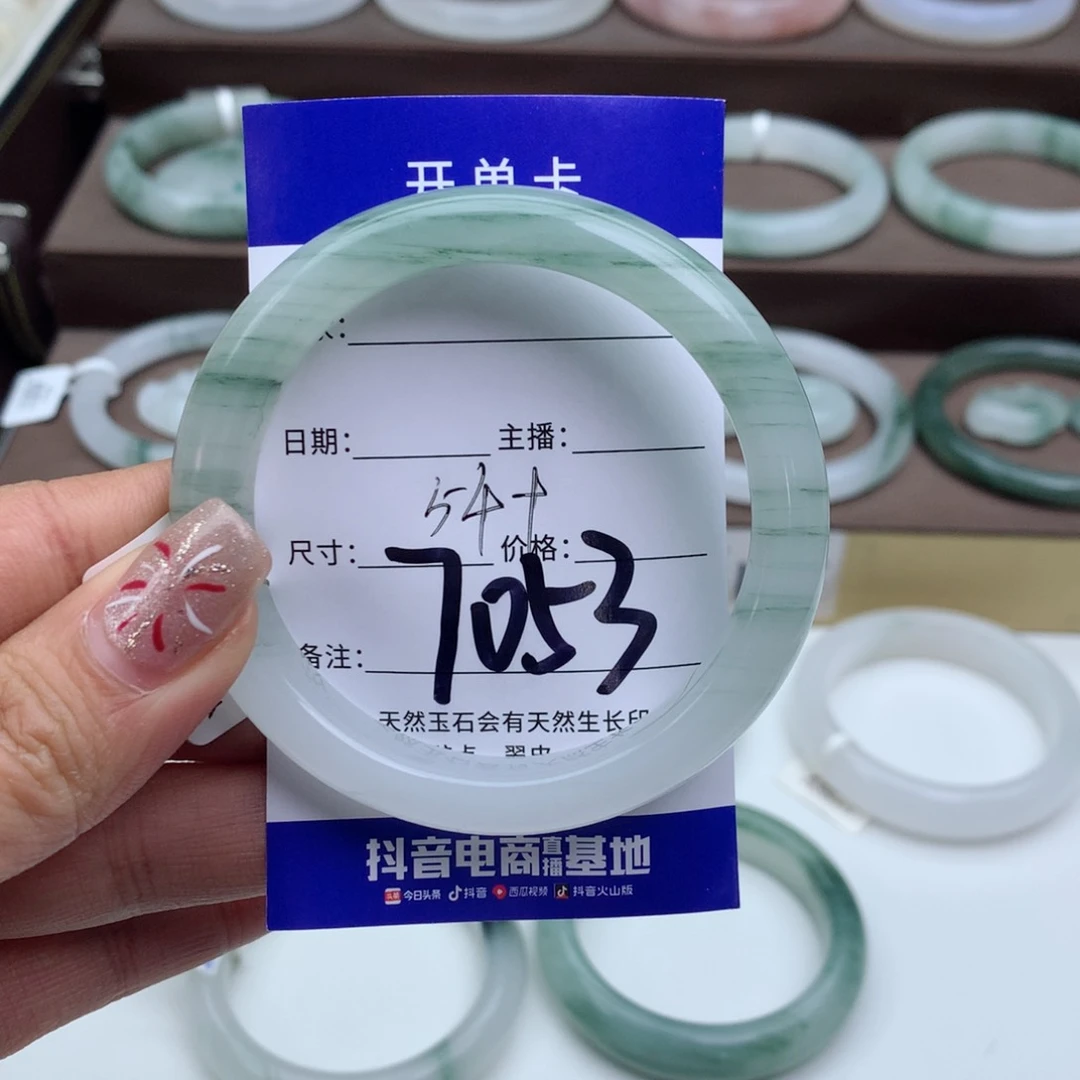 开单卡
日期: 主播:
54+
尺寸: 价格:
7053
备注:
天然玉石会有天然生长印
抖音电商直播基地
头条 今日头条 抖音 西瓜视频 抖音火山版